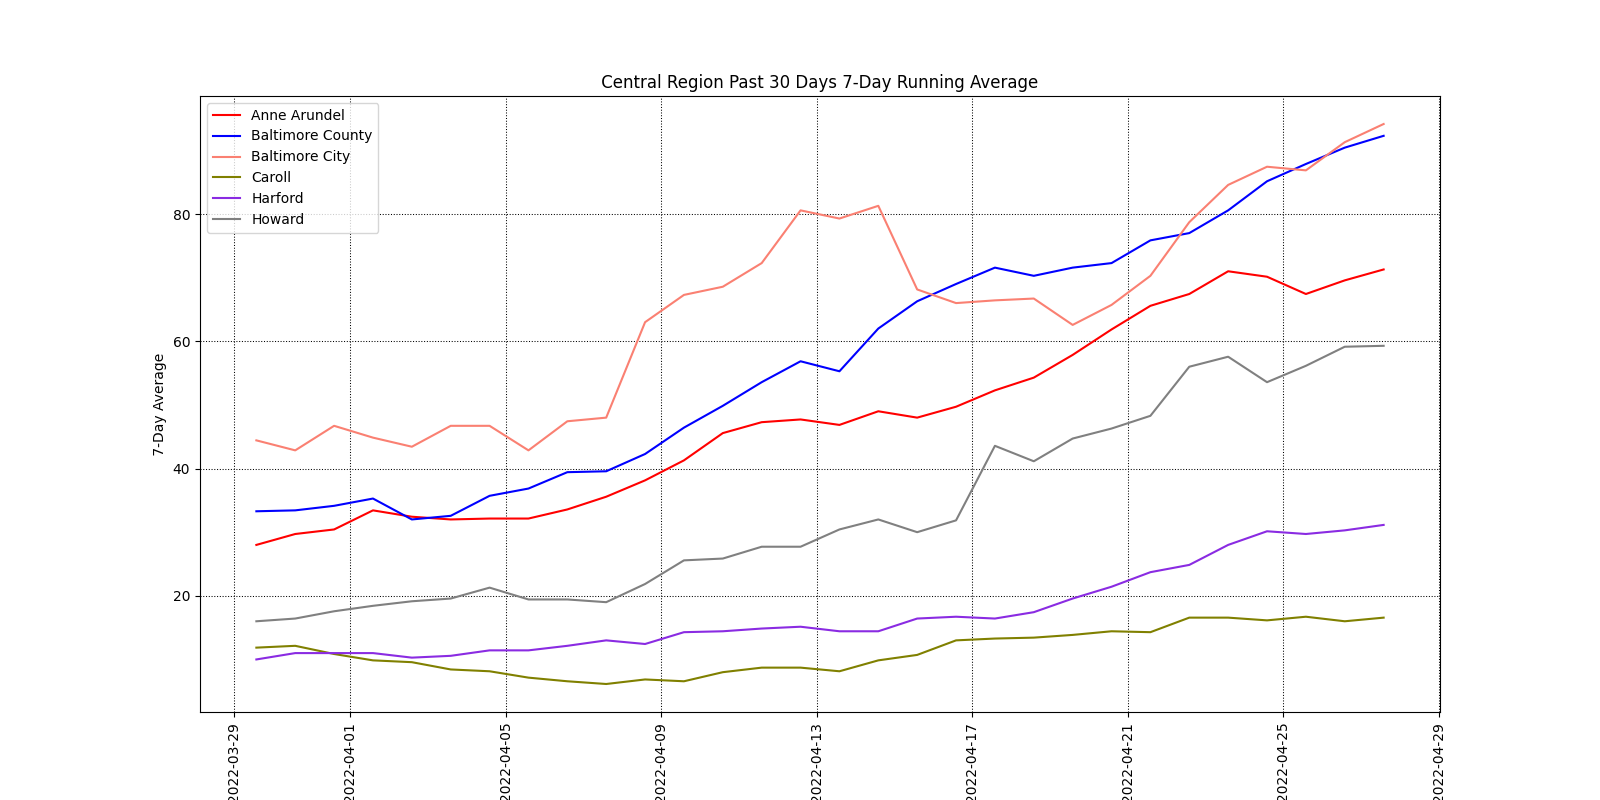 Central Region Past 30 Days 7-Day Running Average
Anne Arundel
Baltimore County
Baltimore City
Caroll
Harford
Howard
7-Day Average
80
60
40
20
2022-03-29
2022-04-01
2022-04-05
2022-04-09
2022-04-13
2022-04-17
2022-04-21
2022-04-25
2022-04-29